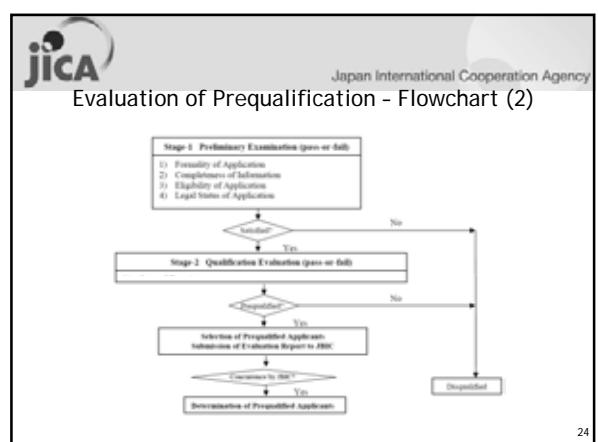 jICA
Japan International Cooperation Agency
Evaluation of Prequalification – Flowchart (2)
Stage-1 Preliminary Examination (pass-or-fail)
1) Formality of Application
2) Completeness of Information
3) Eligibility of Application
4) Legal Status of Application
Satisfied?
No
Yes
Stage-2 Qualification Evaluation (pass-or-fail)
Prequalified?
No
Yes
Selection of Prequalified Applicants
Submission of Evaluation Report to JBIC
Concurrence by JBIC?
Yes
Disqualified
Determination of Prequalified Applicants
24